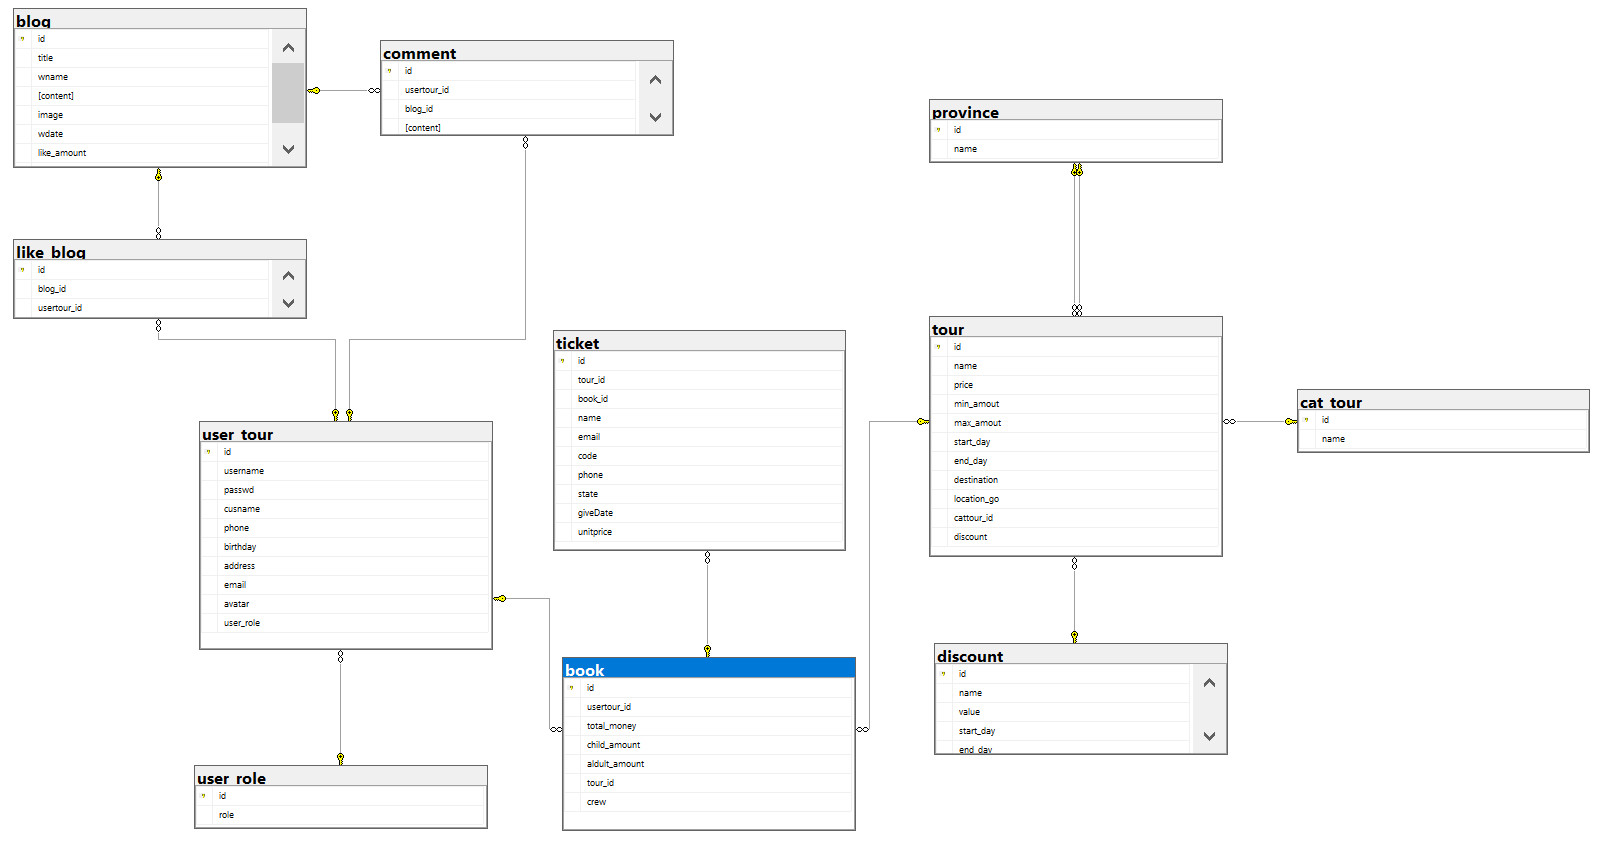 blog
id
title
wname
[content]
image
wdate
like_amount
comment
id
usertour_id
blog_id
[content]
province
id
name
like_blog
id
blog_id
usertour_id
ticket
id
tour_id
book_id
name
email
code
phone
state
giveDate
unitprice
tour
id
name
price
min_amout
max_amout
start_day
end_day
destination
location_go
cattour_id
discount
cat_tour
id
name
user_tour
id
username
passwd
cusname
phone
birthday
address
email
avatar
user_role
book
id
usertour_id
total_money
child_amount
aldult_amount
tour_id
crew
discount
id
name
value
start_day
end_day
user_role
id
role